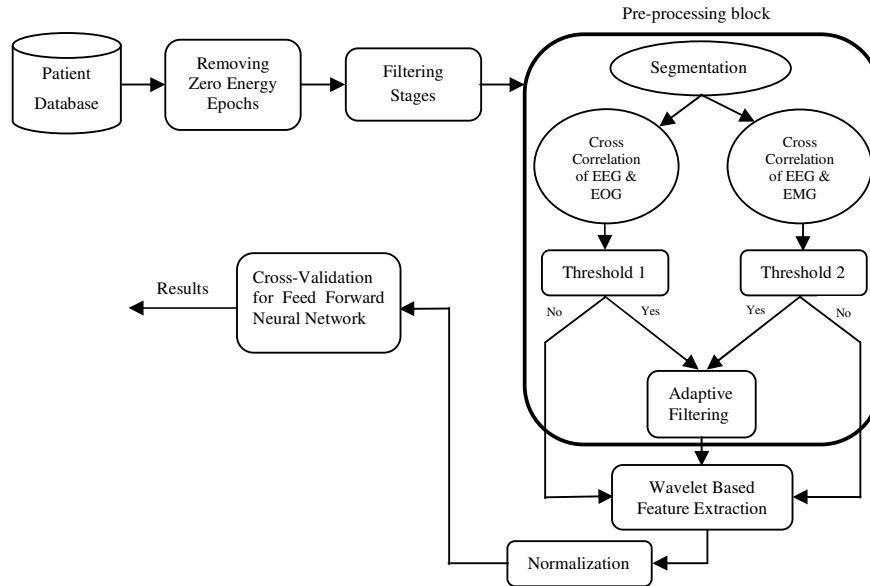 Pre-processing block
Patient
Database
Removing
Zero Energy
Epochs
Filtering
Stages
Segmentation
Cross
Correlation
of EEG &
EOG
Cross
Correlation
of EEG &
EMG
Threshold 1
Threshold 2
No
Yes
Yes
No
Adaptive
Filtering
Wavelet Based
Feature Extraction
Normalization
Cross-Validation
for Feed Forward
Neural Network
Results